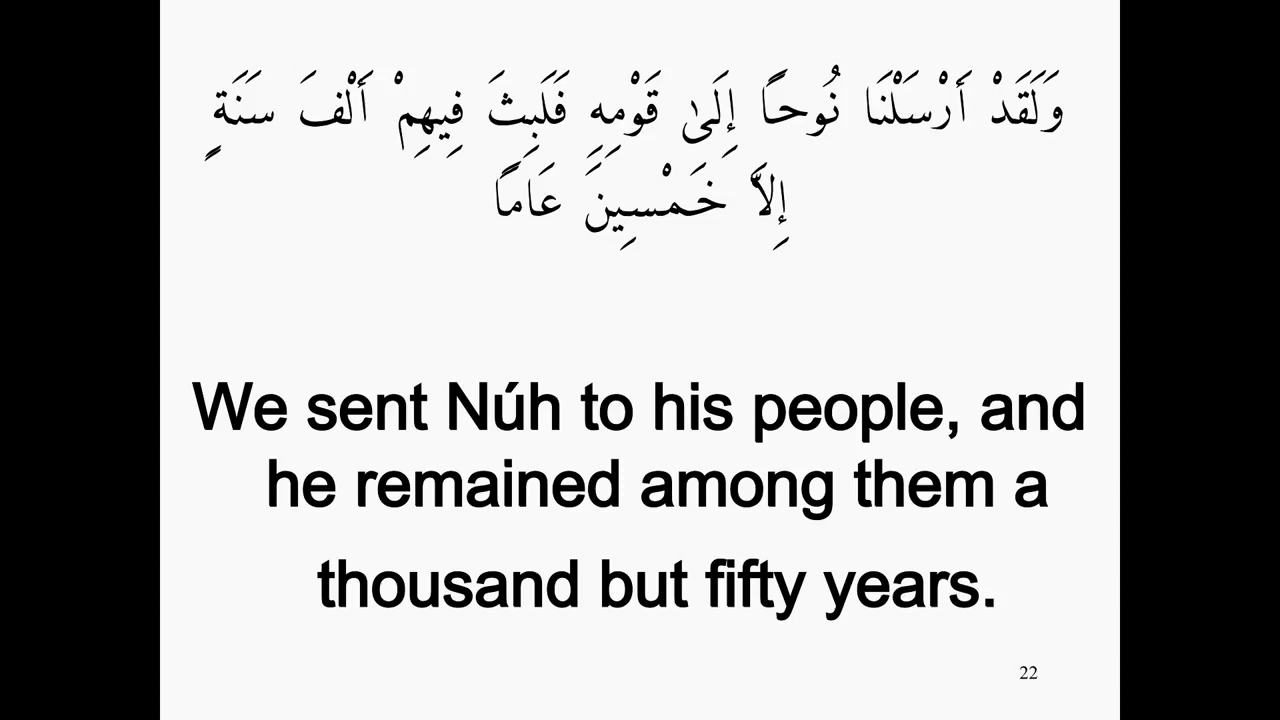 وَلَقَدْ أَرْسَلْنَا نُوحًا إِلَىٰ قَوْمِهِ فَلَبِثَ فِيهِمْ أَلْفَ سَنَةٍ
إِلاَّ خَمْسِينَ عَامًا
We sent Núh to his people, and
he remained among them a
thousand but fifty years.
22